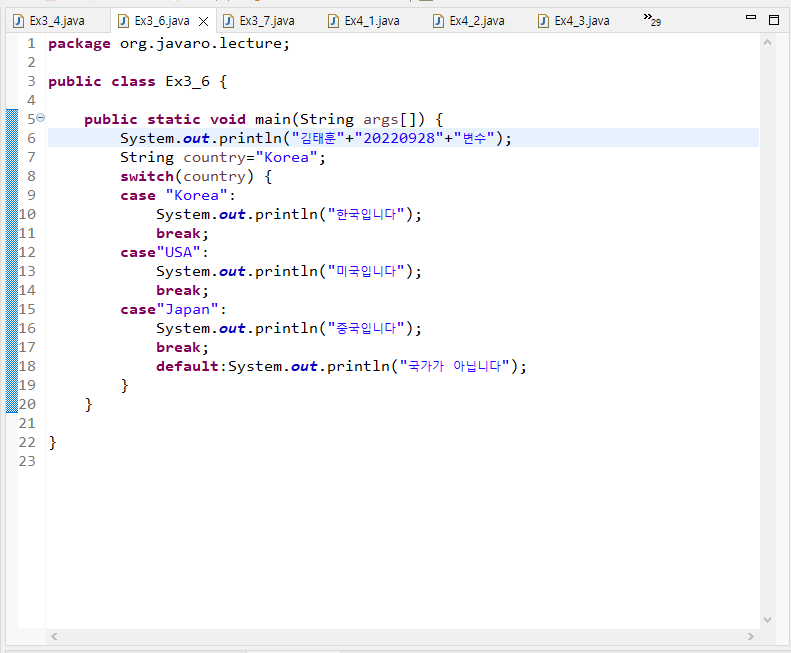 Ex3_4.java Ex3_6.java Ex3_7.java Ex4_1.java Ex4_2.java Ex4_3.java »29
1 package org.javaro.lecture;
2
3 public class Ex3_6 {
4
5 public static void main(String args[]) {
6 System.out.println("김태훈"+"20220928"+"변수");
7 String country="Korea";
8 switch(country) {
9 case "Korea":
10 System.out.println("한국입니다");
11 break;
12 case"USA":
13 System.out.println("미국입니다");
14 break;
15 case"Japan":
16 System.out.println("중국입니다");
17 break;
18 default:System.out.println("국가가 아닙니다");
19 }
20 }
21
22 }
23